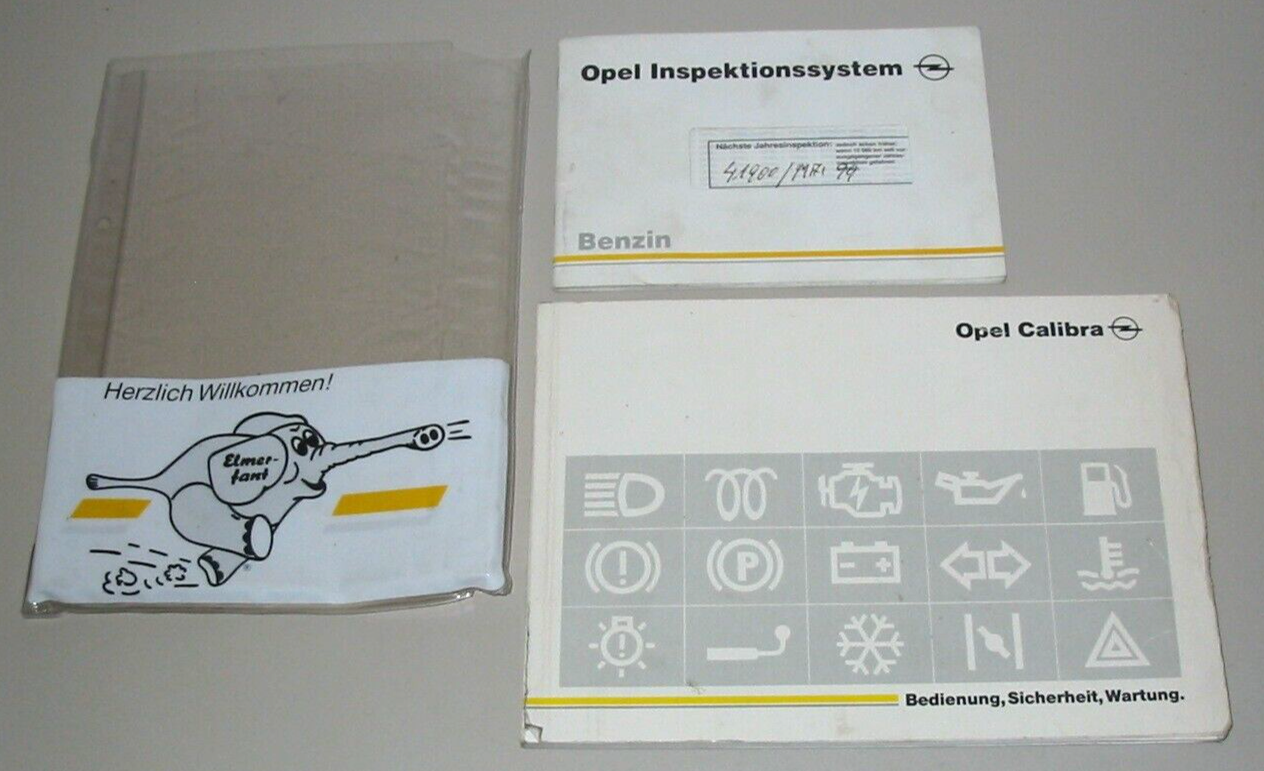 Herzlich Willkommen!
Elmer-
fant
®
Opel Inspektionssystem
Nächste Jahresinspektion:
Benzin
Opel Calibra
P
Bedienung, Sicherheit, Wartung.